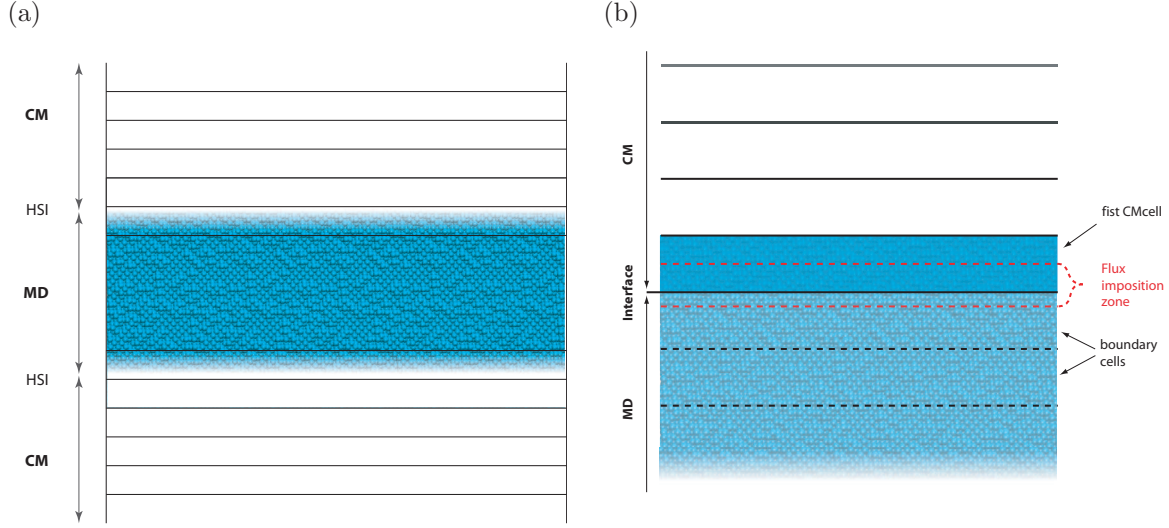 (a)
CM
HSI
MD
HSI
CM
(b)
CM
Interface
MD
fist CMcell
Flux
imposition
zone
boundary
cells